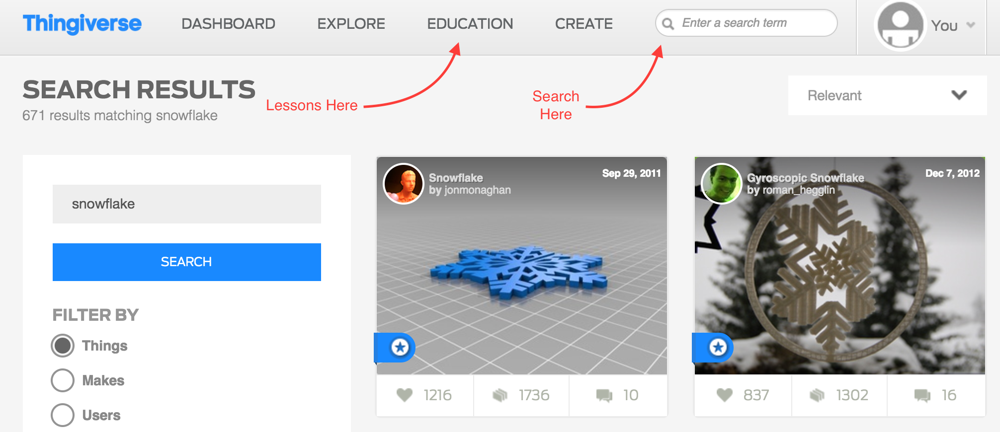 Thingiverse
DASHBOARD
EXPLORE
EDUCATION
CREATE
Enter a search term
You
SEARCH RESULTS
671 results matching snowflake
Lessons Here
Search
Here
Relevant
snowflake
SEARCH
FILTER BY
Things
Makes
Users
Snowflake
by jonmonaghan
Sep 29, 2011
1216
1736
10
Gyroscopic Snowflake
by roman_hegglin
Dec 7, 2012
837
1302
16